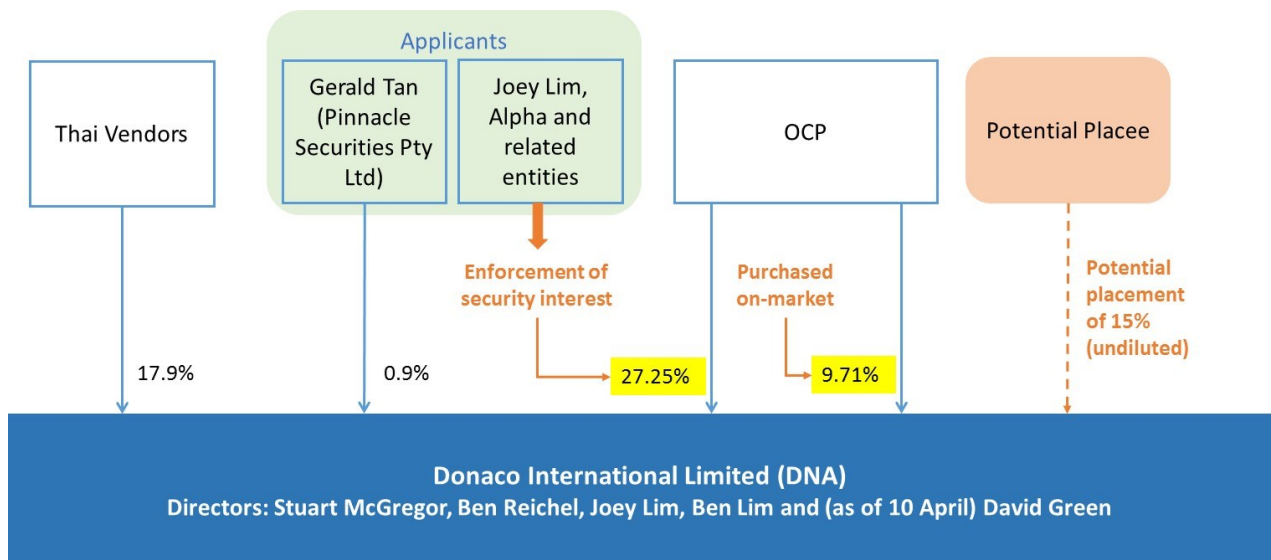 Applicants
Thai Vendors
Gerald Tan
(Pinnacle
Securities Pty
Ltd)
Joey Lim,
Alpha and
related
entities
OCP
Potential Placee
Enforcement of
security interest
Purchased
on-market
Potential
placement
of 15%
(undiluted)
17.9%
0.9%
27.25%
9.71%
Donaco International Limited (DNA)
Directors: Stuart McGregor, Ben Reichel, Joey Lim, Ben Lim and (as of 10 April) David Green